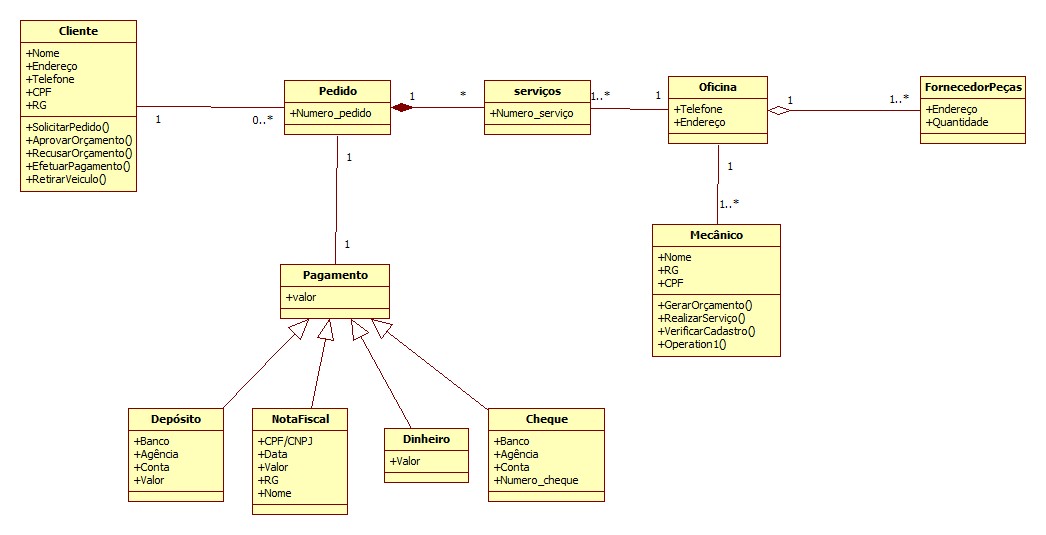 Cliente
+Nome
+Endereço
+Telefone
+CPF
+RG
+SolicitarPedido()
+AprovarOrçamento()
+RecusarOrçamento()
+EfetuarPagamento()
+RetirarVeiculo()
1
0..*
Pedido
+Numero_pedido
1
*
serviços
+Numero_serviço
1..*
1
Oficina
+Telefone
+Endereço
1
1..*
FornecedorPeças
+Endereço
+Quantidade
1
1..*
Mecânico
+Nome
+RG
+CPF
+GerarOrçamento()
+RealizarServiço()
+VerificarCadastro()
+Operation1()
1
1
Pagamento
+valor
Depósito
+Banco
+Agência
+Conta
+Valor
NotaFiscal
+CPF/CNPJ
+Data
+Valor
+RG
+Nome
Dinheiro
+Valor
Cheque
+Banco
+Agência
+Conta
+Numero_cheque